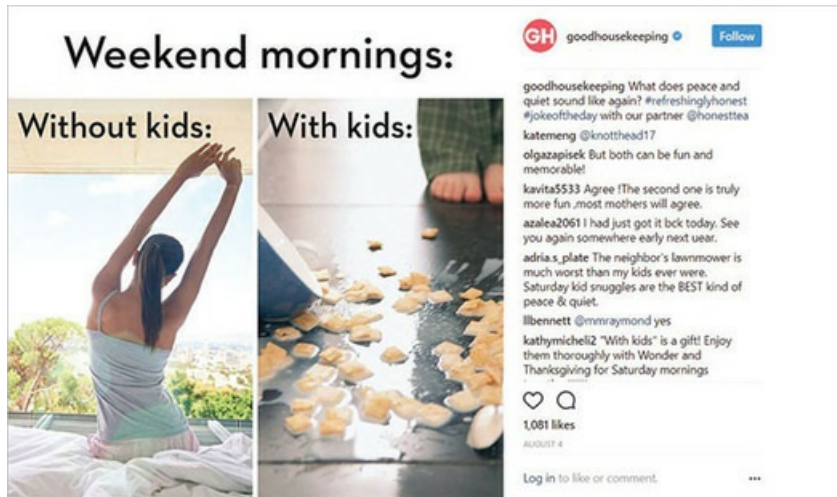 Weekend mornings:
Without kids:
With kids:
GH goodhousekeeping Follow
goodhousekeeping What does peace and
quiet sound like again? #refreshinglyhonest
#jokeoftheday with our partner @honesttea
katemeng @knotthead17
olgazapisek But both can be fun and
memorable!
kavita5533 Agree !The second one is truly
more fun ,most mothers will agree.
azalea2061 I had just got it bck today. See
you again somewhere early next uear.
adria.s_plate The neighbor's lawnmower is
much worst than my kids ever were.
Saturday kid snuggles are the BEST kind of
peace & quiet.
llbennett @mmraymond yes
kathymicheli2 "With kids" is a gift! Enjoy
them thoroughly with Wonder and
Thanksgiving for Saturday mornings
1,081 likes
AUGUST 4
Log in to like or comment.